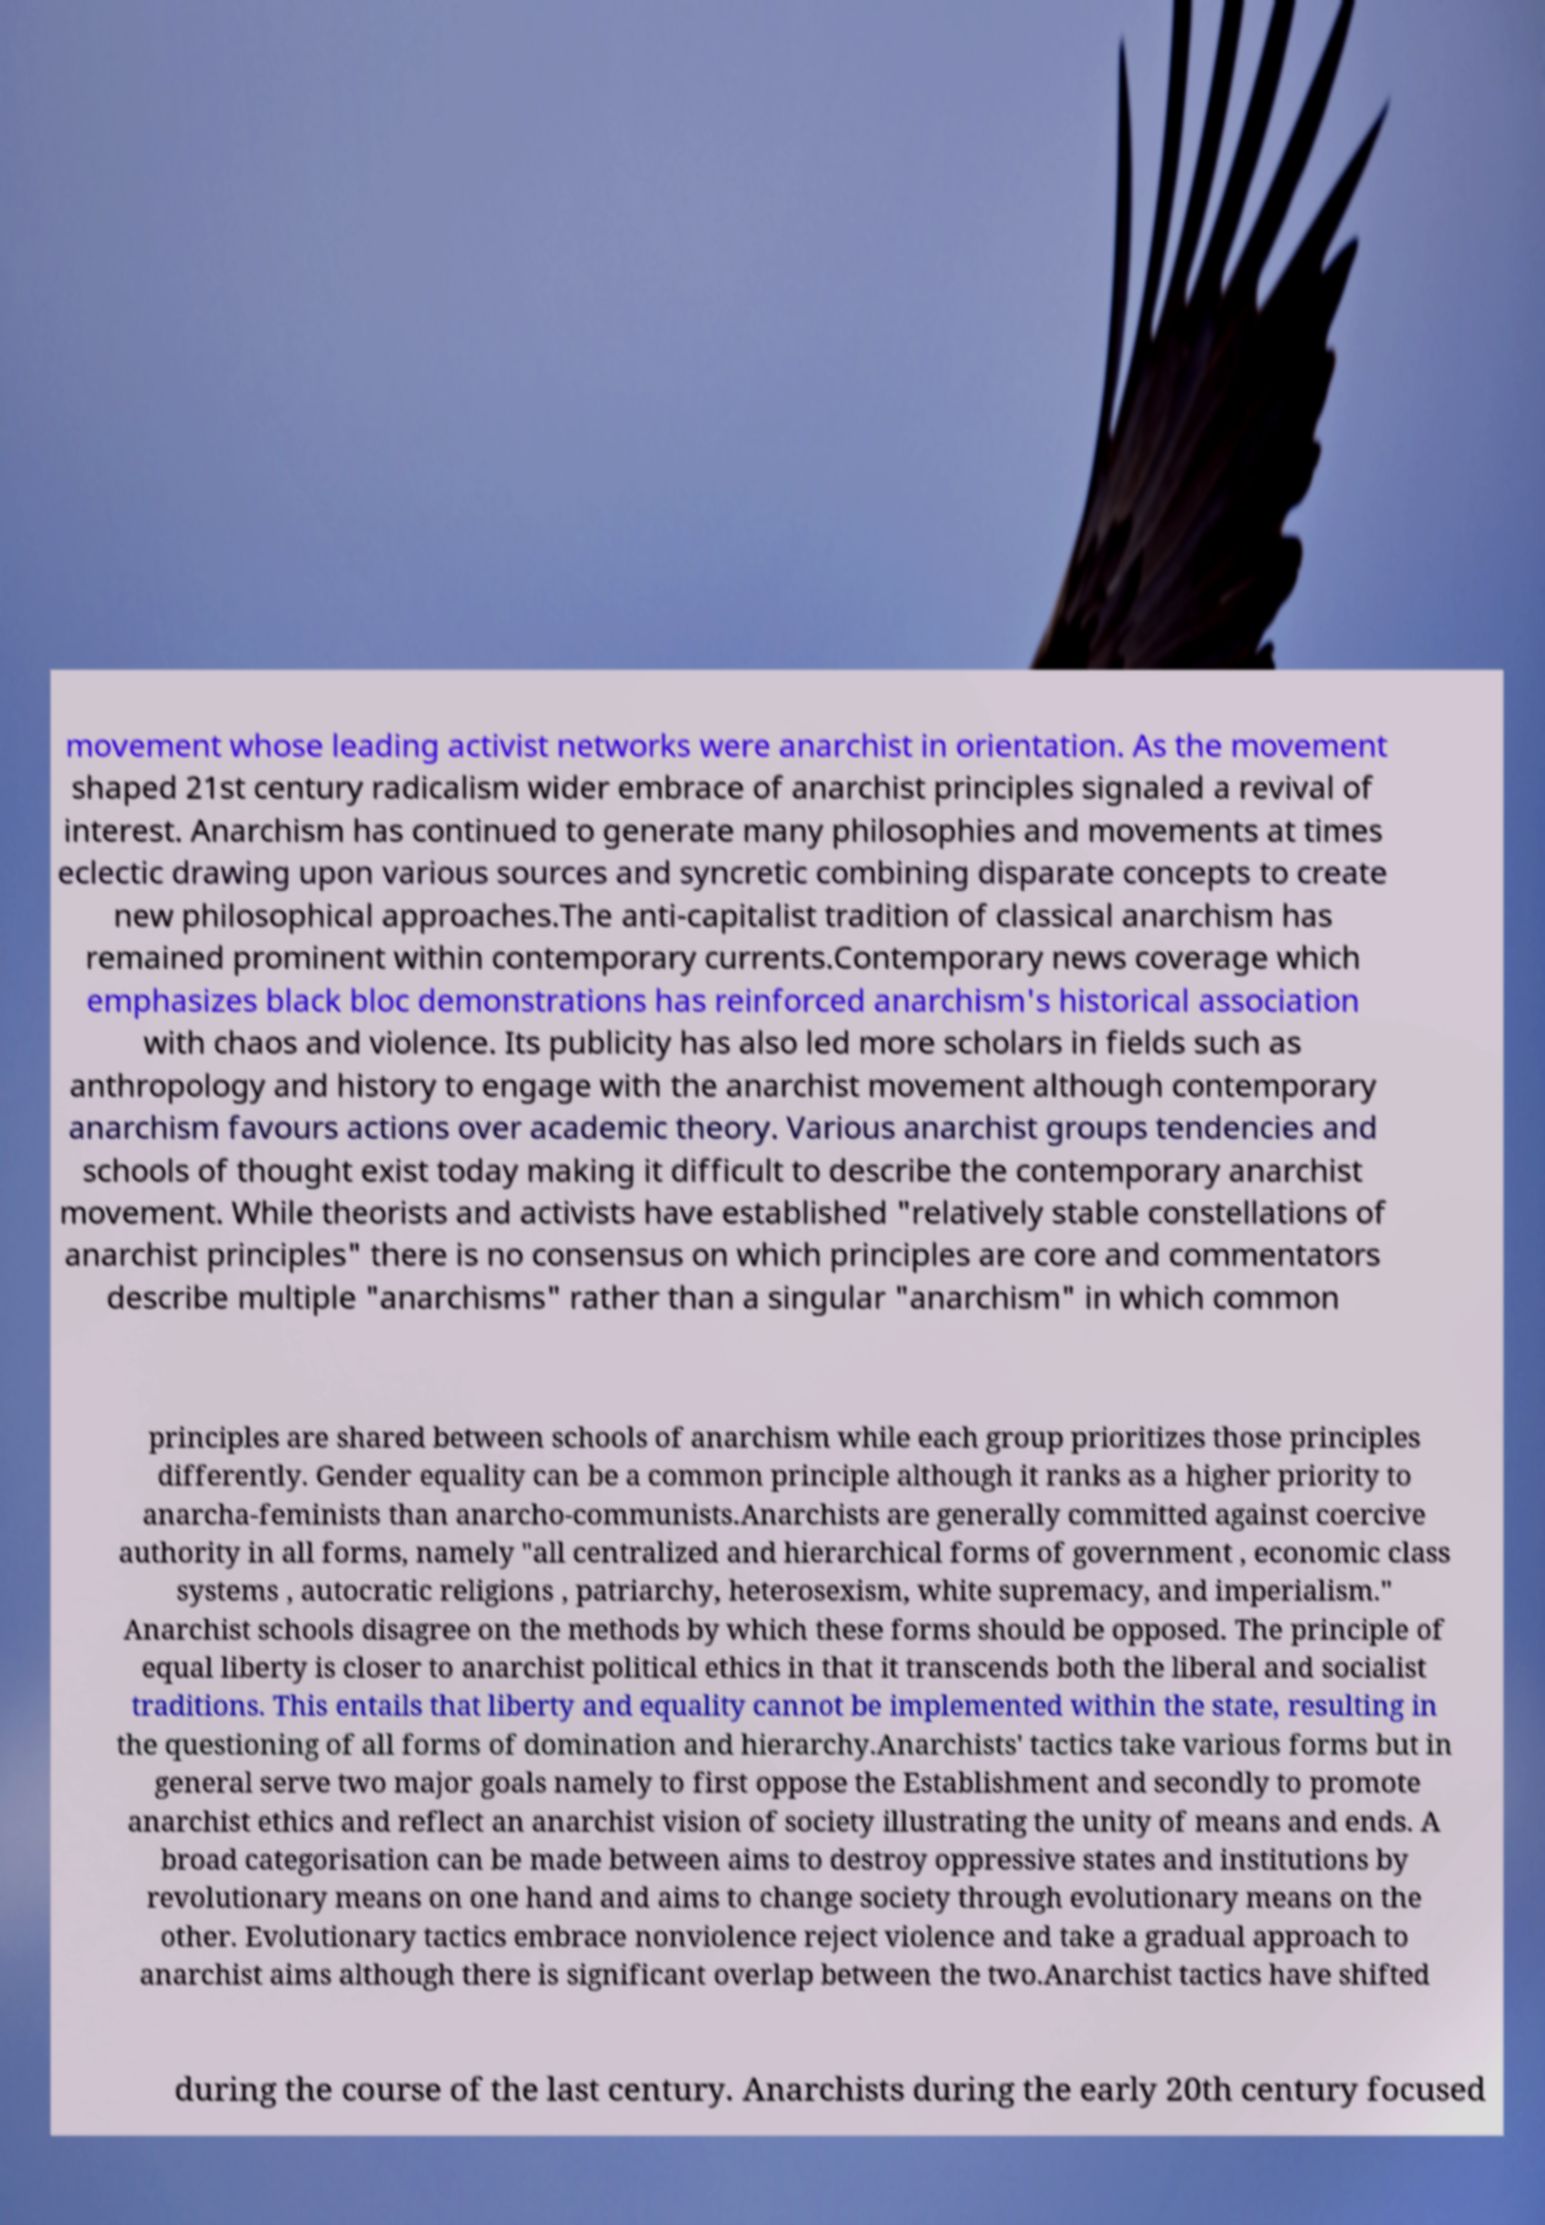 movement whose leading activist networks were anarchist in orientation. As the movement
shaped 21st century radicalism wider embrace of anarchist principles signaled a revival of
interest. Anarchism has continued to generate many philosophies and movements at times
eclectic drawing upon various sources and syncretic combining disparate concepts to create
new philosophical approaches.The anti-capitalist tradition of classical anarchism has
remained prominent within contemporary currents.Contemporary news coverage which
emphasizes black bloc demonstrations has reinforced anarchism's historical association
with chaos and violence. Its publicity has also led more scholars in fields such as
anthropology and history to engage with the anarchist movement although contemporary
anarchism favours actions over academic theory. Various anarchist groups tendencies and
schools of thought exist today making it difficult to describe the contemporary anarchist
movement. While theorists and activists have established "relatively stable constellations of
anarchist principles" there is no consensus on which principles are core and commentators
describe multiple "anarchisms" rather than a singular "anarchism" in which common
principles are shared between schools of anarchism while each group prioritizes those principles
differently. Gender equality can be a common principle although it ranks as a higher priority to
anarcha-feminists than anarcho-communists.Anarchists are generally committed against coercive
authority in all forms, namely "all centralized and hierarchical forms of government , economic class
systems , autocratic religions , patriarchy, heterosexism, white supremacy, and imperialism."
Anarchist schools disagree on the methods by which these forms should be opposed. The principle of
equal liberty is closer to anarchist political ethics in that it transcends both the liberal and socialist
traditions. This entails that liberty and equality cannot be implemented within the state, resulting in
the questioning of all forms of domination and hierarchy.Anarchists' tactics take various forms but in
general serve two major goals namely to first oppose the Establishment and secondly to promote
anarchist ethics and reflect an anarchist vision of society illustrating the unity of means and ends. A
broad categorisation can be made between aims to destroy oppressive states and institutions by
revolutionary means on one hand and aims to change society through evolutionary means on the
other. Evolutionary tactics embrace nonviolence reject violence and take a gradual approach to
anarchist aims although there is significant overlap between the two.Anarchist tactics have shifted
during the course of the last century. Anarchists during the early 20th century focused